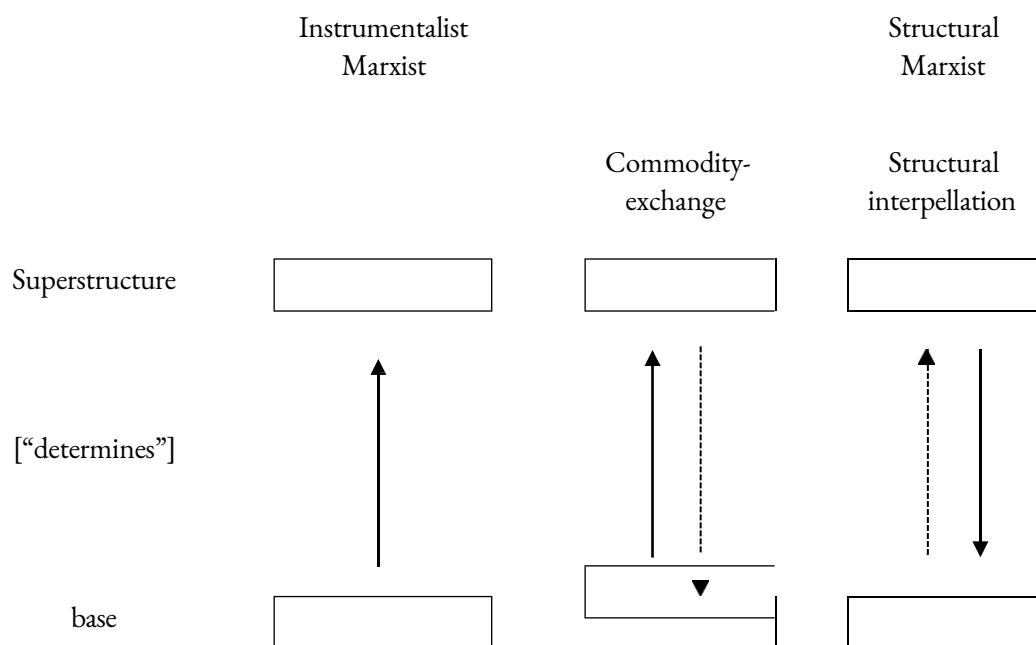 Instrumentalist
Marxist
Structural
Marxist
Commodity-
exchange
Structural
interpellation
Superstructure
[“determines”]
base